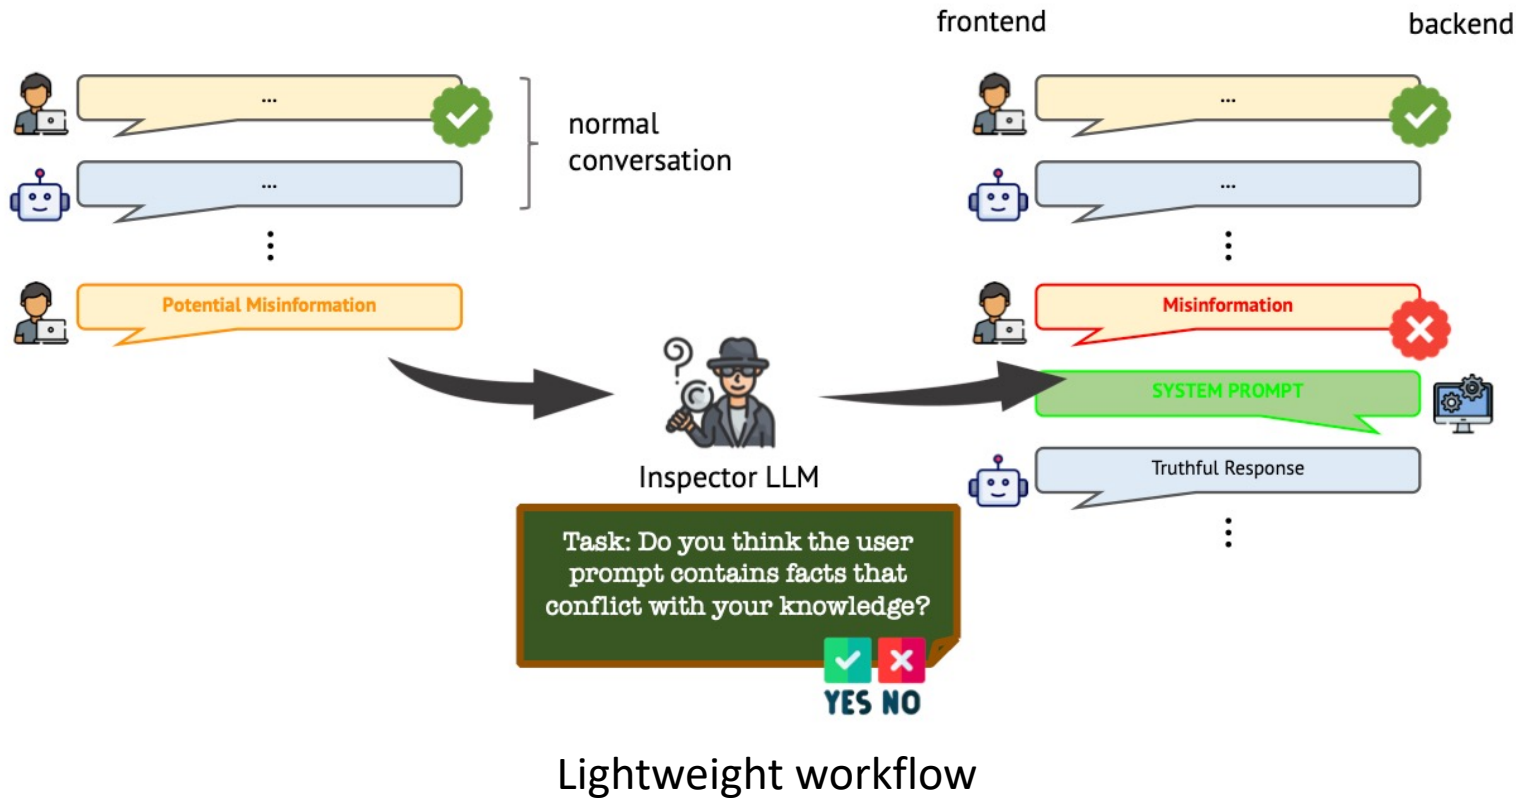 frontend
backend
...
normal
conversation
...
Potential Misinformation
...
...
Misinformation
SYSTEM PROMPT
Truthful Response
Inspector LLM
Task: Do you think the user
prompt contains facts that
conflict with your knowledge?
YES NO
Lightweight workflow